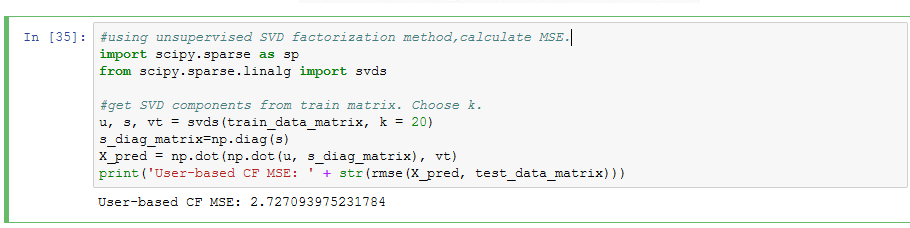 In [35]: #using unsupervised SVD factorization method,calculate MSE.
import scipy.sparse as sp
from scipy.sparse.linalg import svds
#get SVD components from train matrix. Choose k.
u, s, vt = svds(train_data_matrix, k = 20)
s_diag_matrix=np.diag(s)
X_pred = np.dot(np.dot(u, s_diag_matrix), vt)
print('User-based CF MSE: ' + str(rmse(X_pred, test_data_matrix)))
User-based CF MSE: 2.727093975231784